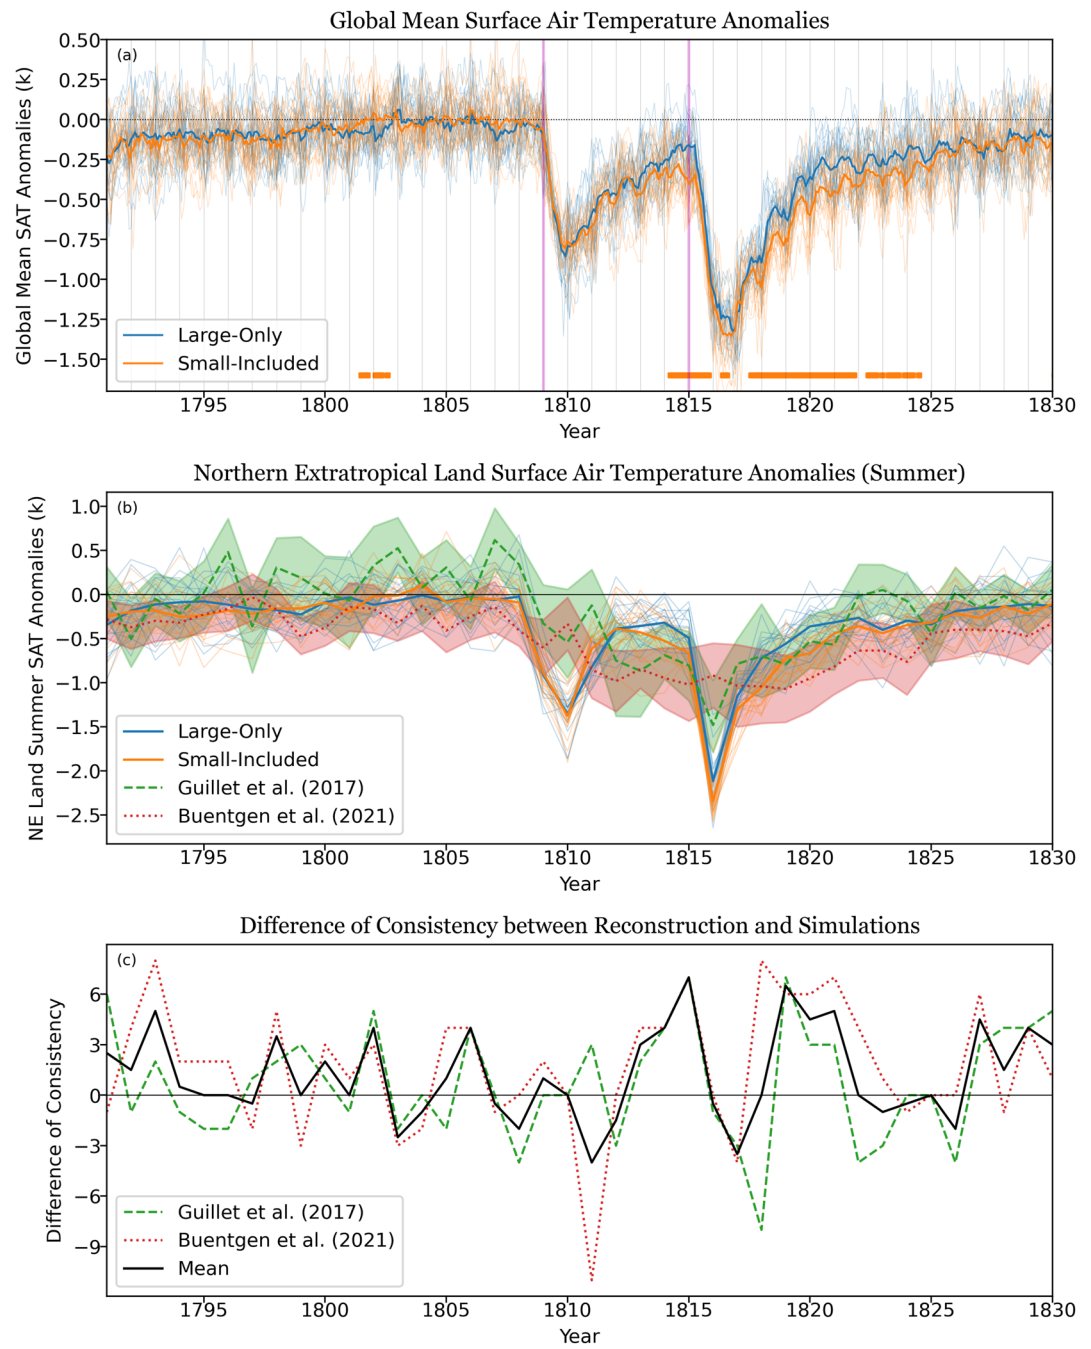 Global Mean Surface Air Temperature Anomalies
(a)
Global Mean SAT Anomalies (k)
0.50
0.25
0.00
−0.25
−0.50
−0.75
−1.00
−1.25
−1.50
Large-Only
Small-Included
1795 1800 1805 1810 1815 1820 1825 1830
Year
Northern Extratropical Land Surface Air Temperature Anomalies (Summer)
(b)
NE Land Summer SAT Anomalies (k)
1.0
0.5
0.0
−0.5
−1.0
−1.5
−2.0
−2.5
Large-Only
Small-Included
Guillet et al. (2017)
Buentgen et al. (2021)
1795 1800 1805 1810 1815 1820 1825 1830
Year
Difference of Consistency between Reconstruction and Simulations
(c)
Difference of Consistency
6
3
0
−3
−6
−9
Guillet et al. (2017)
Buentgen et al. (2021)
Mean
1795 1800 1805 1810 1815 1820 1825 1830
Year